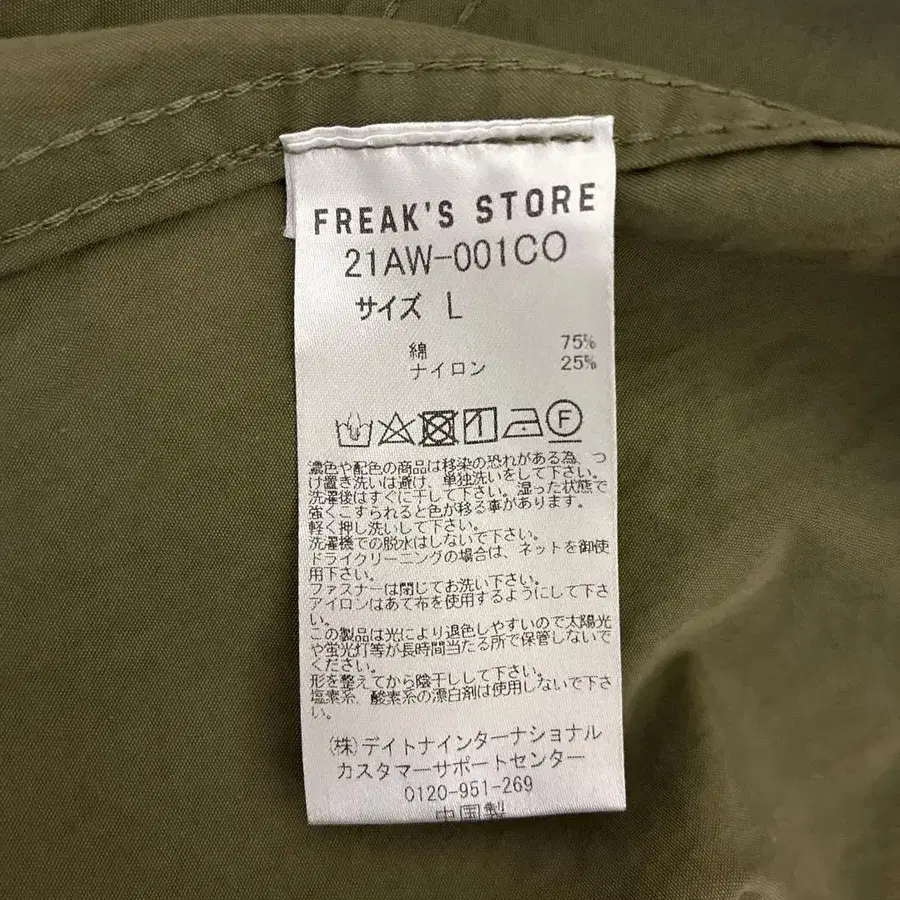 FREAK'S STORE
21AW-001CO
サイズ L
綿 75%
ナイロン 25%
F
濃色や配色の商品は移染の恐れがある為、つ
け置き洗いは避け、単独洗いをして下さい。
洗濯後はすぐに干して下さい。湿った状態で
強くこすられると色が移る事があります。
軽く押し洗いして下さい。
洗濯機での脱水はしないで下さい。
ドライクリーニングの場合は、ネットを御使
用下さい。
ファスナーは閉じてお洗い下さい。
アイロンはあて布を使用するようにして下さ
い。
この製品は光により退色しやすいので太陽光
や蛍光灯等が長時間当たる所で保管しないで
ください。
形を整えてから陰干しして下さい。
塩素系、酸素系の漂白剤は使用しないで下さ
い。
(株)デイトナインターナショナル
カスタマーサポートセンター
0120-951-269
中国製